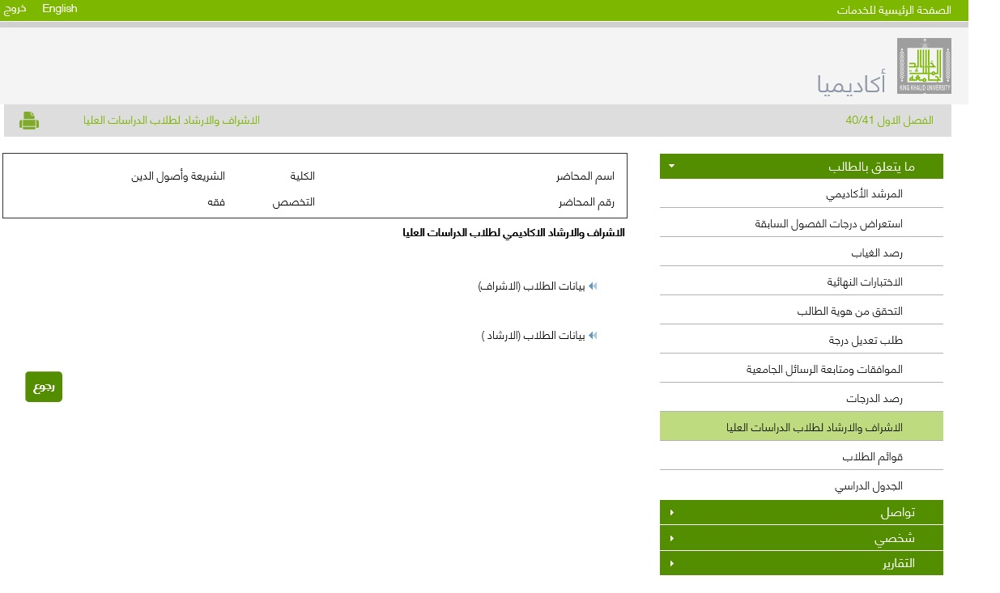 الصفحة الرئيسية للخدمات
English
خروج
جامعة الملك خالد
KING KHALID UNIVERSITY
أكاديميا
الفصل الاول 40/41
الاشراف والارشاد لطلاب الدراسات العليا
ما يتعلق بالطالب
المرشد الأكاديمي
استعراض درجات الفصول السابقة
رصد الغياب
الاختبارات النهائية
التحقق من هوية الطالب
طلب تعديل درجة
الموافقات ومتابعة الرسائل الجامعية
رصد الدرجات
الاشراف والارشاد لطلاب الدراسات العليا
قوائم الطلاب
الجدول الدراسي
تواصل
شخصي
التقارير
اسم المحاضر الكلية الشريعة وأصول الدين
رقم المحاضر التخصص فقه
الاشراف والارشاد الاكاديمي لطلاب الدراسات العليا
بيانات الطلاب (الاشراف)
بيانات الطلاب (الارشاد )
رجوع